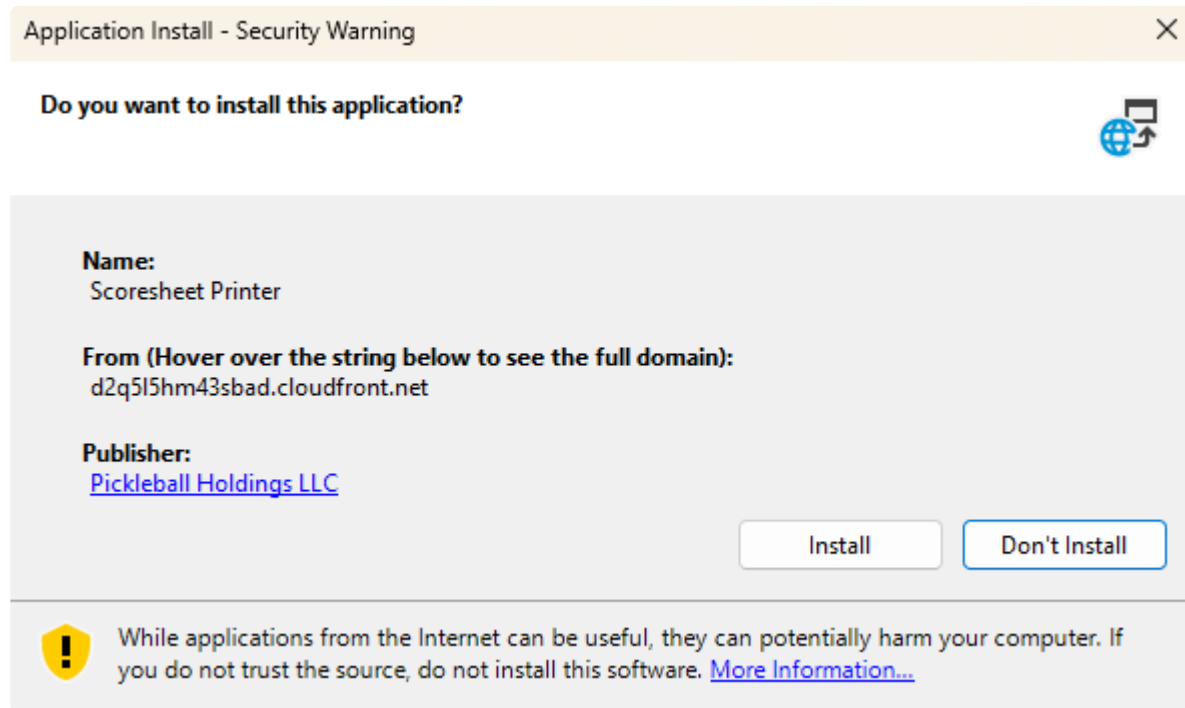 Application Install - Security Warning
Do you want to install this application?
Name:
Scoresheet Printer
From (Hover over the string below to see the full domain):
d2q5l5hm43sbad.cloudfront.net
Publisher:
Pickleball Holdings LLC
Install
Don't Install
While applications from the Internet can be useful, they can potentially harm your computer. If
you do not trust the source, do not install this software. More Information...